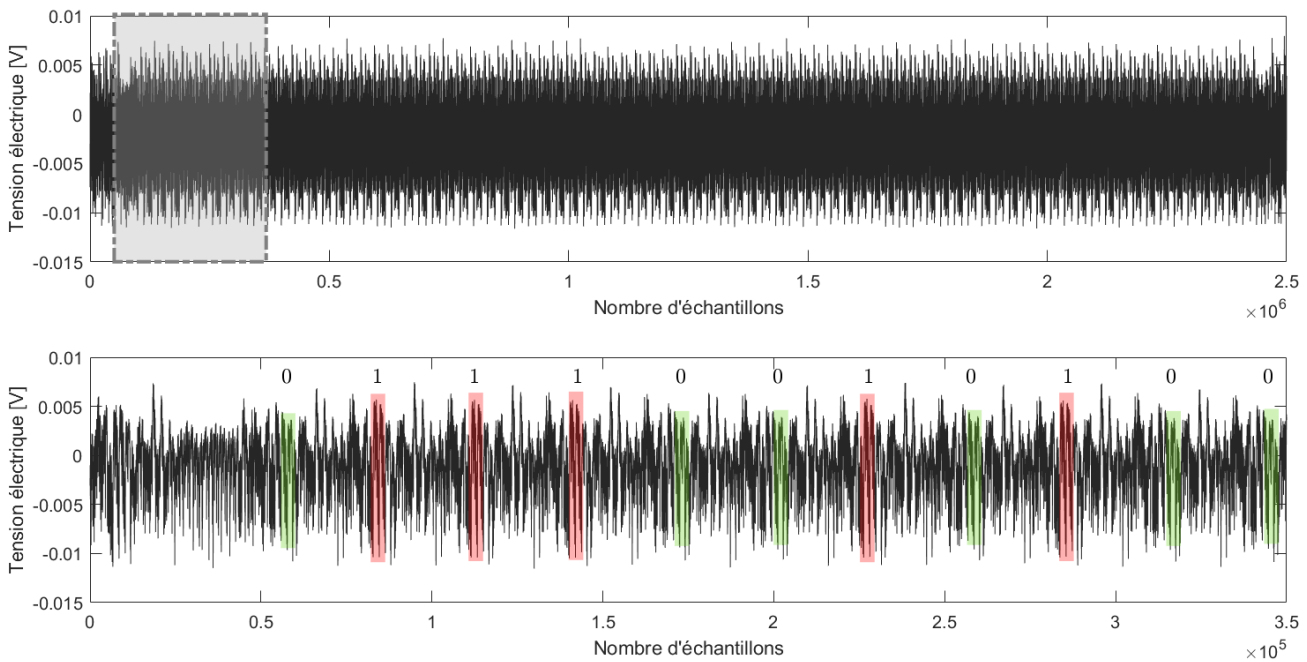 Tension électrique [V]
0.01
0.005
0
-0.005
-0.01
-0.015
0 0.5 1 1.5 2 2.5
Nombre d'échantillons
×10^6
Tension électrique [V]
0.01
0.005
0
-0.005
-0.01
-0.015
0 1 1 1 0 0 1 0 1 0 0
0 0.5 1 1.5 2 2.5 3 3.5
Nombre d'échantillons
×10^5